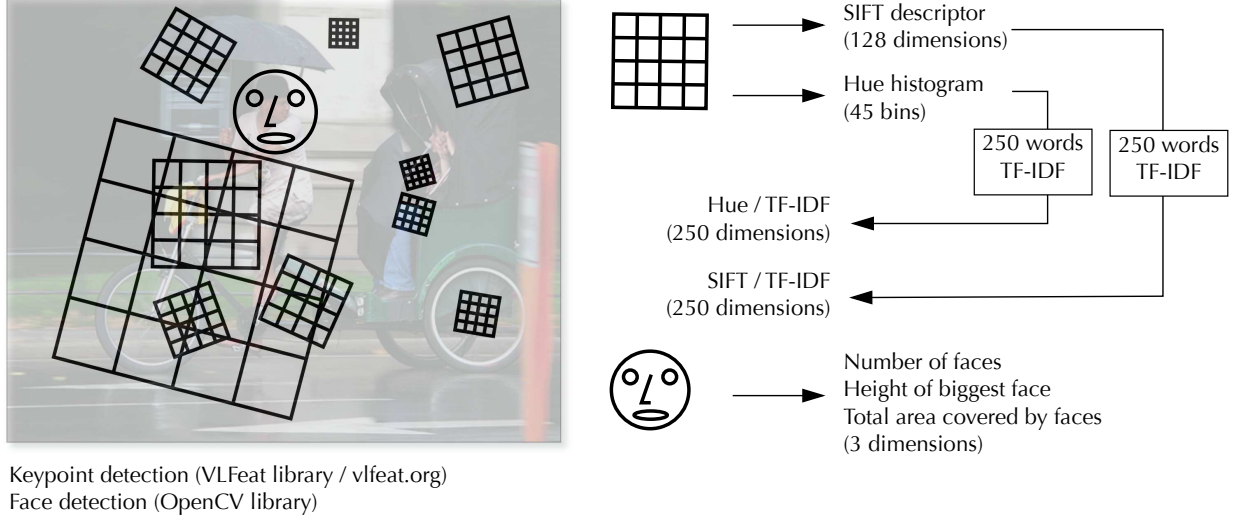 SIFT descriptor
(128 dimensions)
Hue histogram
(45 bins)
250 words
TF-IDF
250 words
TF-IDF
Hue / TF-IDF
(250 dimensions)
SIFT / TF-IDF
(250 dimensions)
Number of faces
Height of biggest face
Total area covered by faces
(3 dimensions)
Keypoint detection (VLFeat library / vlfeat.org)
Face detection (OpenCV library)